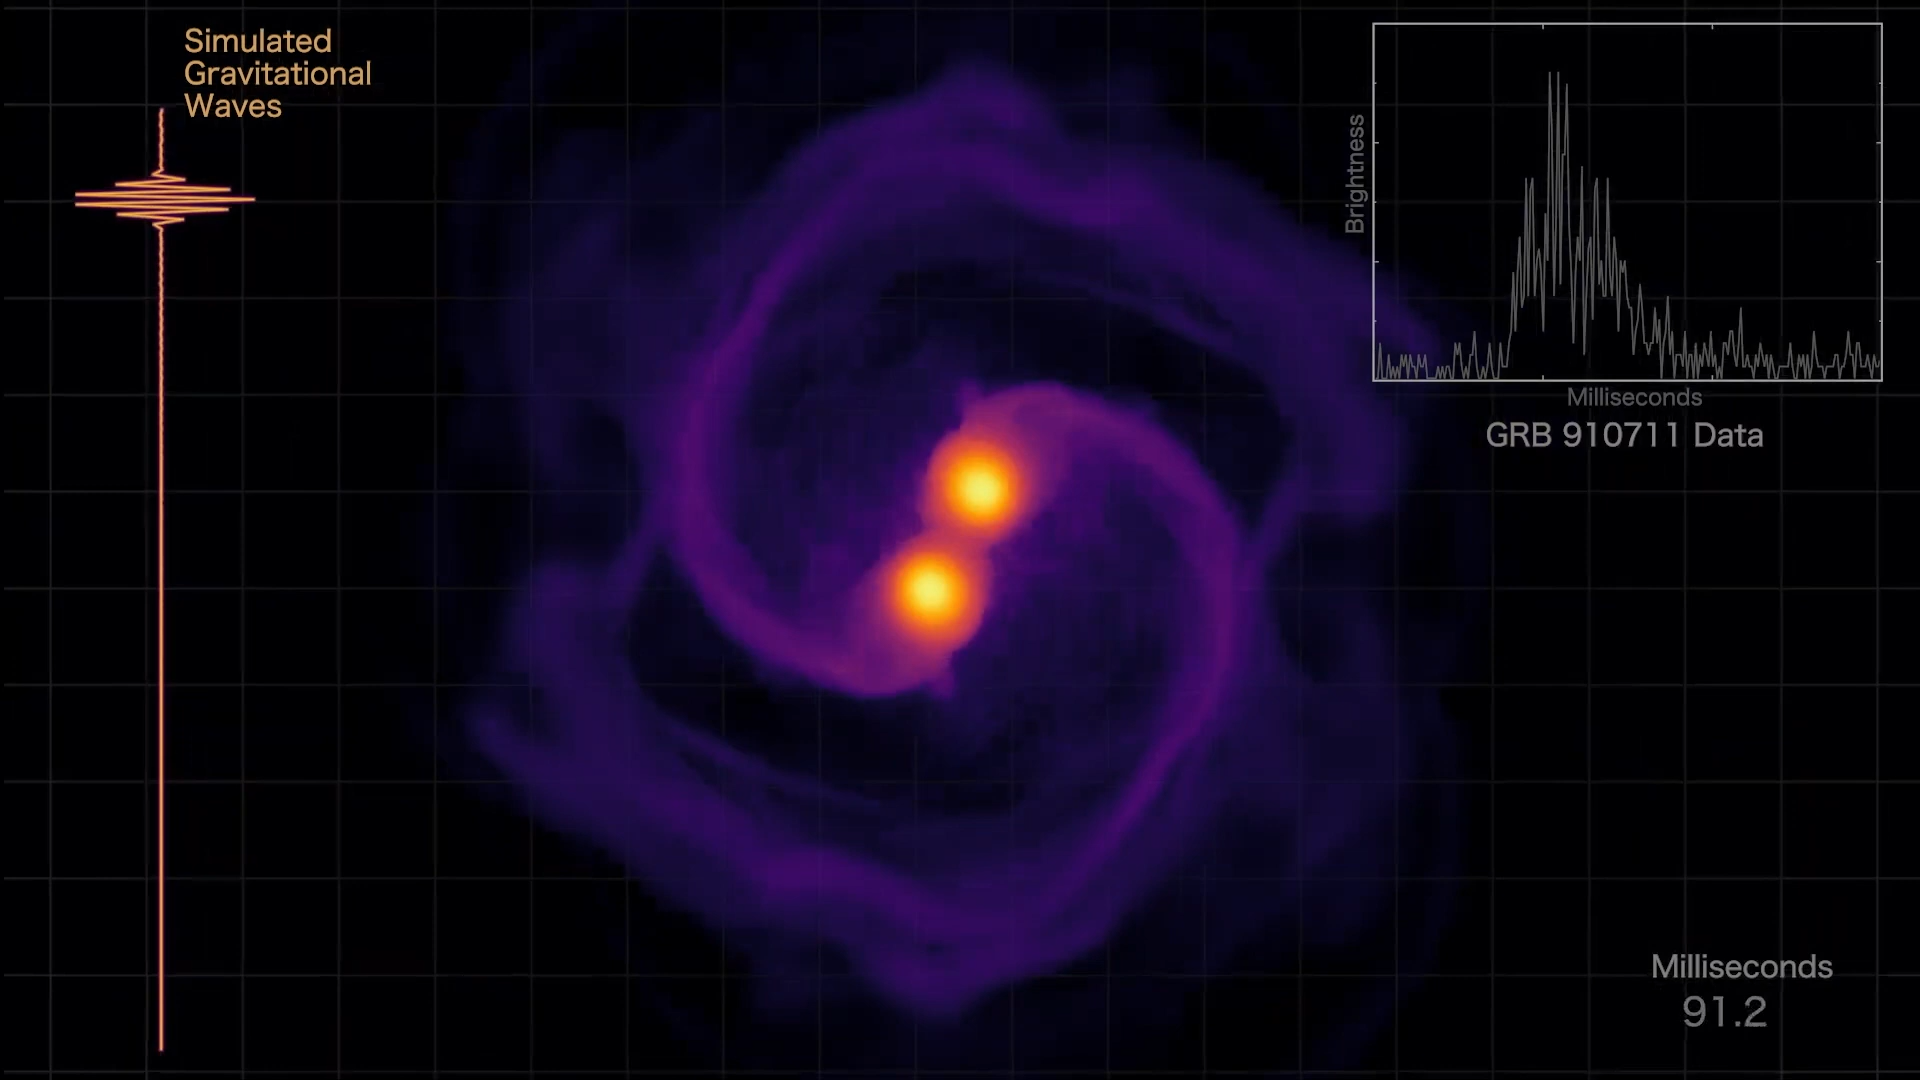 Simulated
Gravitational
Waves
Brightness
Milliseconds
GRB 910711 Data
Milliseconds
91.2